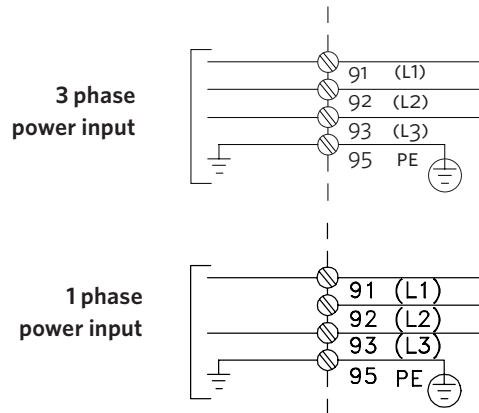 3 phase
power input
91 (L1)
92 (L2)
93 (L3)
95 PE
1 phase
power input
91 (L1)
92 (L2)
93 (L3)
95 PE